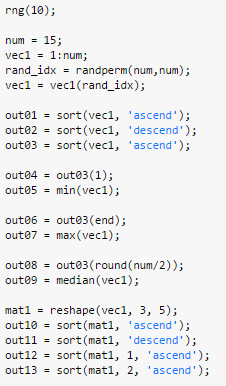 rng(10);
num = 15;
vec1 = 1:num;
rand_idx = randperm(num,num);
vec1 = vec1(rand_idx);
out01 = sort(vec1, 'ascend');
out02 = sort(vec1, 'descend');
out03 = sort(vec1, 'ascend');
out04 = out03(1);
out05 = min(vec1);
out06 = out03(end);
out07 = max(vec1);
out08 = out03(round(num/2));
out09 = median(vec1);
mat1 = reshape(vec1, 3, 5);
out10 = sort(mat1, 'ascend');
out11 = sort(mat1, 'descend');
out12 = sort(mat1, 1, 'ascend');
out13 = sort(mat1, 2, 'ascend');